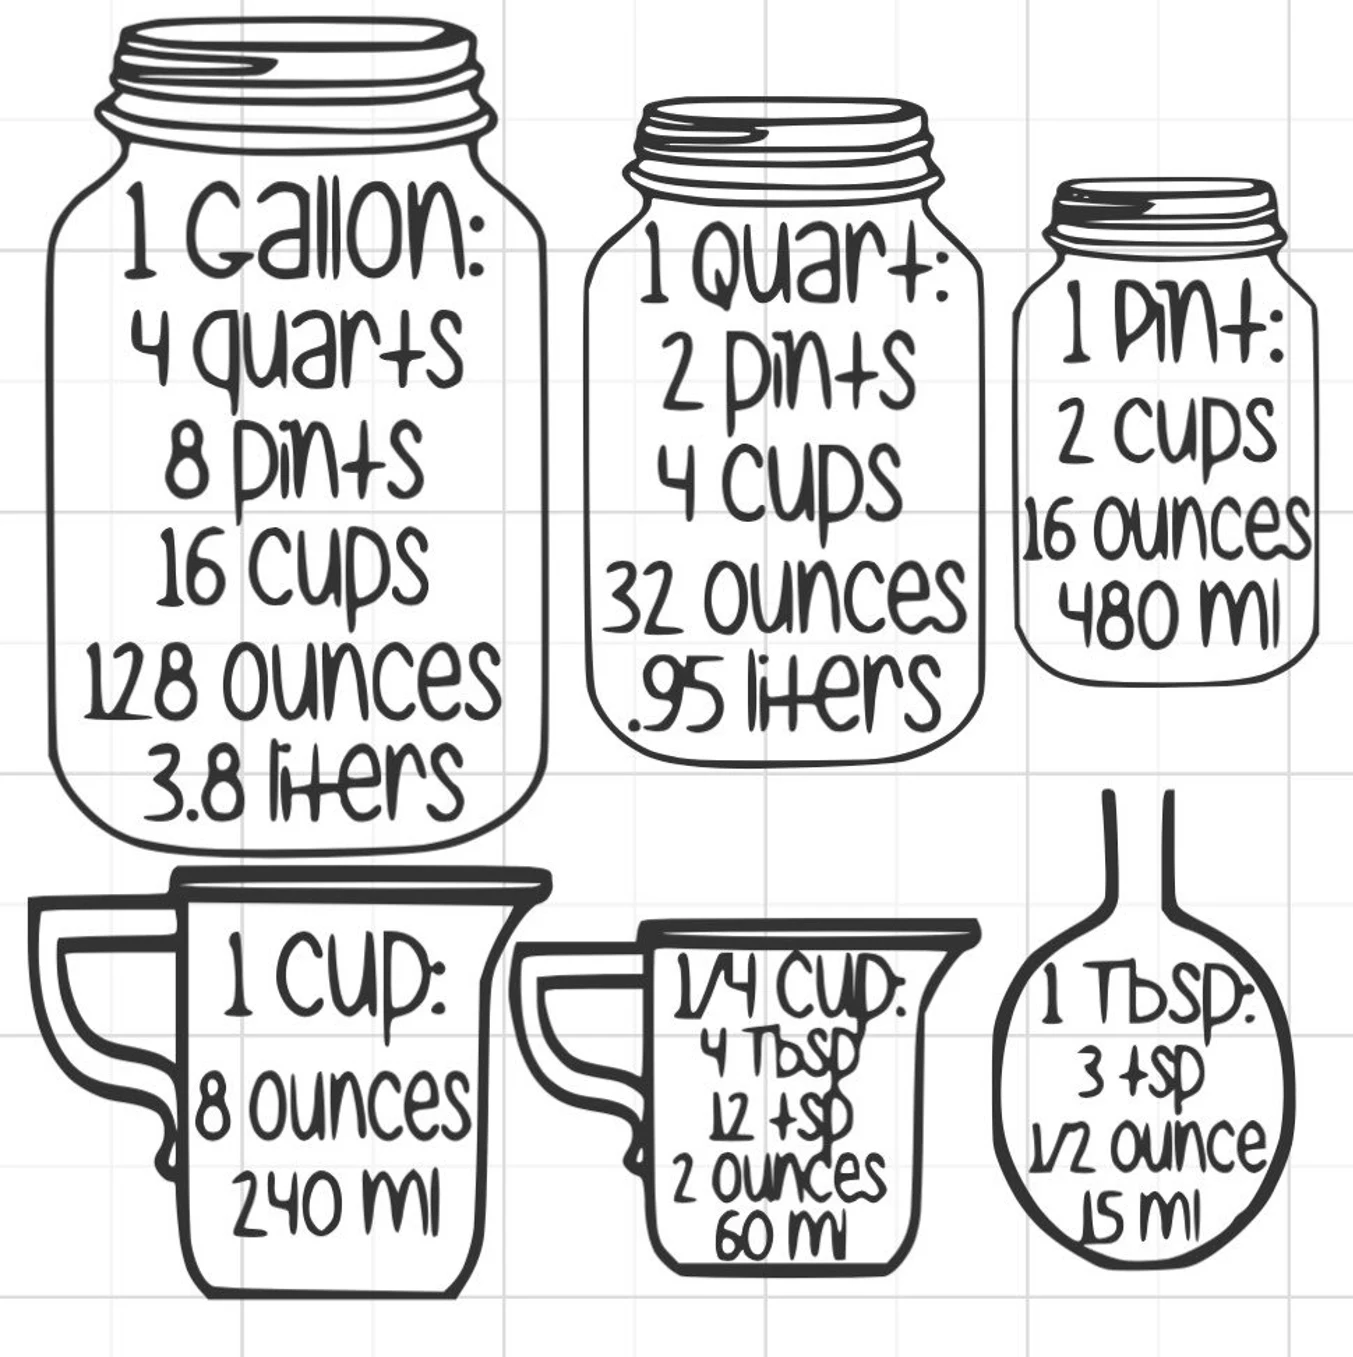 1 Gallon:
4 quarts
8 pints
16 cups
128 ounces
3.8 liters
1 Quart:
2 pints
4 cups
32 ounces
.95 liters
1 Pint:
2 cups
16 ounces
480 ml
1 Cup:
8 ounces
240 ml
1/4 Cup:
4 Tbsp
12 tsp
2 ounces
60 ml
1 Tbsp:
3 tsp
1/2 ounce
15 ml